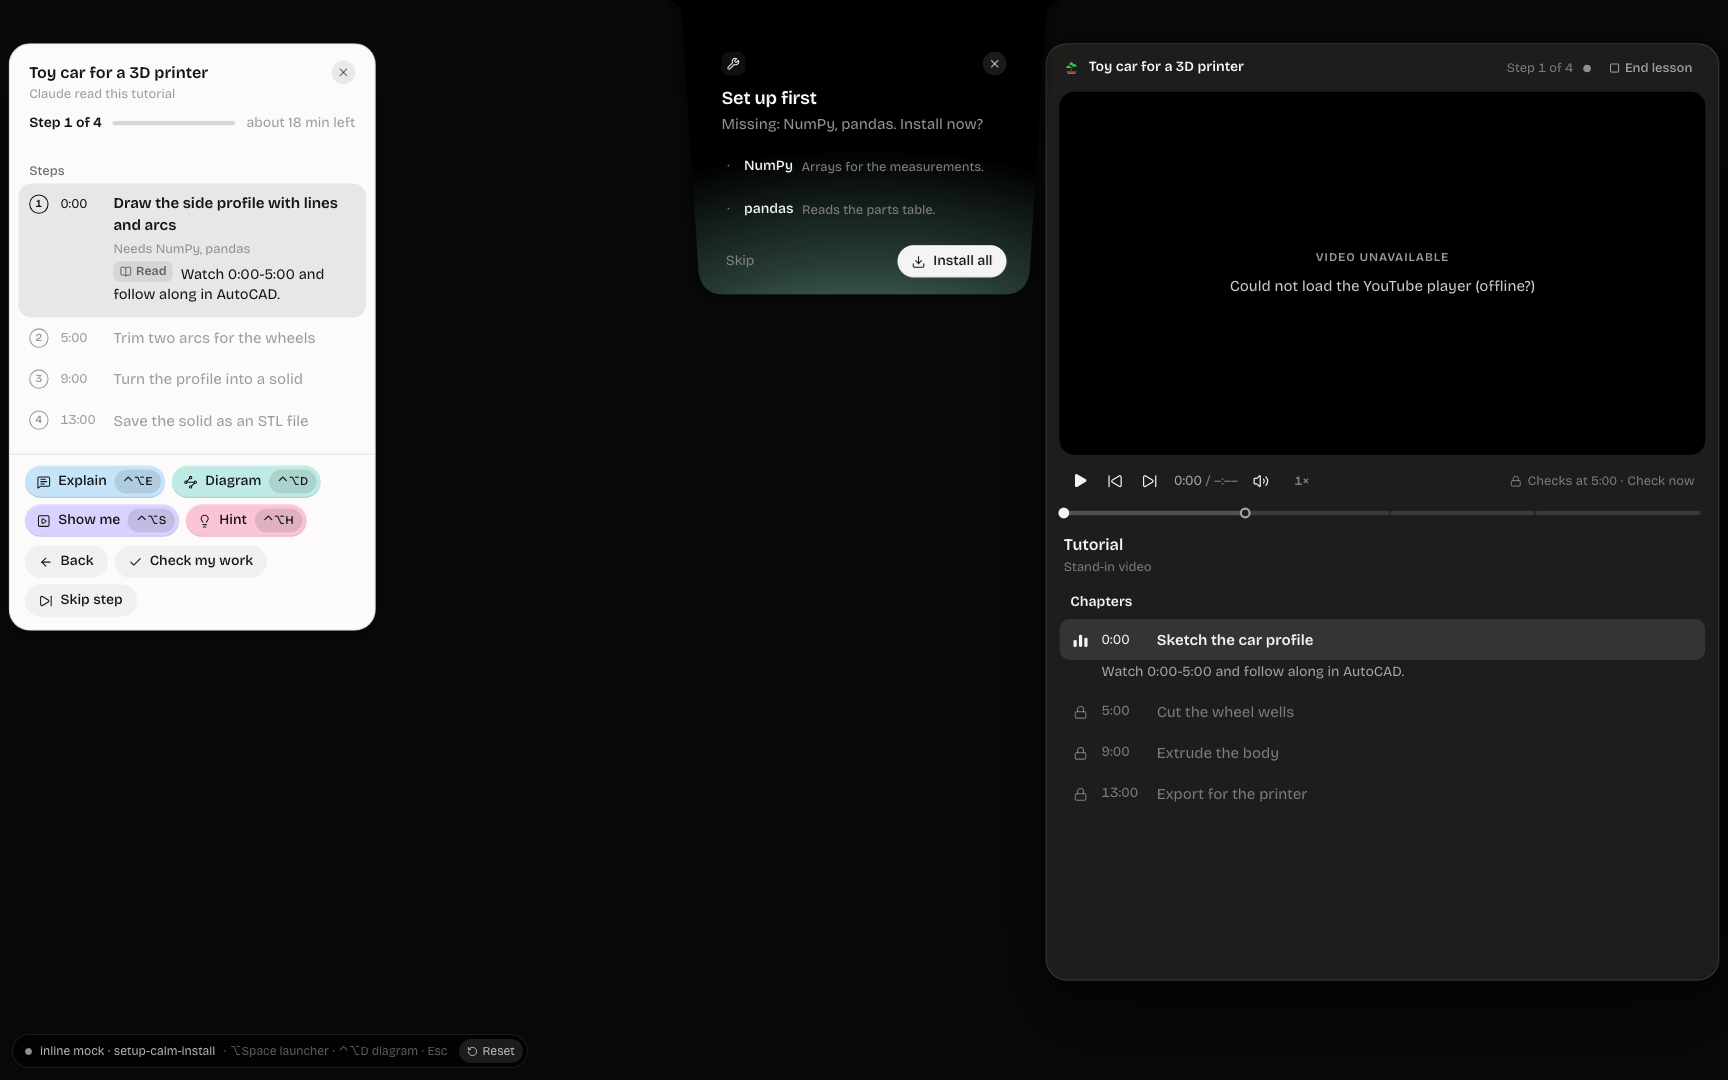 Toy car for a 3D printer
Claude read this tutorial
Step 1 of 4 about 18 min left
Steps
1 0:00 Draw the side profile with lines
and arcs
Needs NumPy, pandas
Read Watch 0:00-5:00 and
follow along in AutoCAD.
2 5:00 Trim two arcs for the wheels
3 9:00 Turn the profile into a solid
4 13:00 Save the solid as an STL file
Explain ^⌥E Diagram ^⌥D
Show me ^⌥S Hint ^⌥H
Back Check my work
Skip step
Set up first
Missing: NumPy, pandas. Install now?
· NumPy Arrays for the measurements.
· pandas Reads the parts table.
Skip Install all
Toy car for a 3D printer Step 1 of 4 End lesson
VIDEO UNAVAILABLE
Could not load the YouTube player (offline?)
0:00 / –:–– 1× Checks at 5:00 · Check now
Tutorial
Stand-in video
Chapters
0:00 Sketch the car profile
Watch 0:00-5:00 and follow along in AutoCAD.
5:00 Cut the wheel wells
9:00 Extrude the body
13:00 Export for the printer
inline mock · setup-calm-install · ⌥Space launcher · ^⌥D diagram · Esc Reset